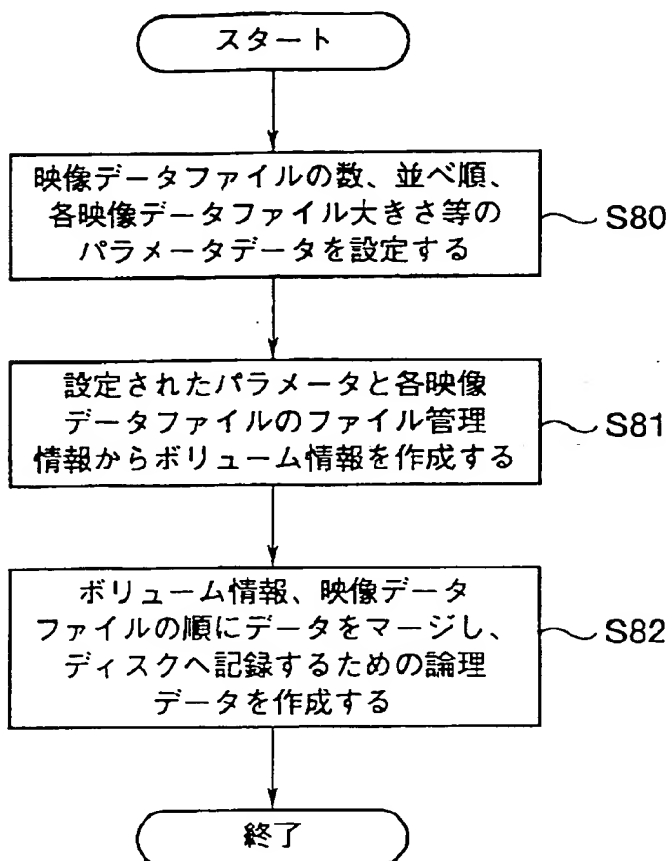 スタート
映像データファイルの数、並べ順、
各映像データファイル大きさ等の
パラメータデータを設定する
S80
設定されたパラメータと各映像
データファイルのファイル管理
情報からボリューム情報を作成する
S81
ボリューム情報、映像データ
ファイルの順にデータをマージし、
ディスクへ記録するための論理
データを作成する
S82
終了